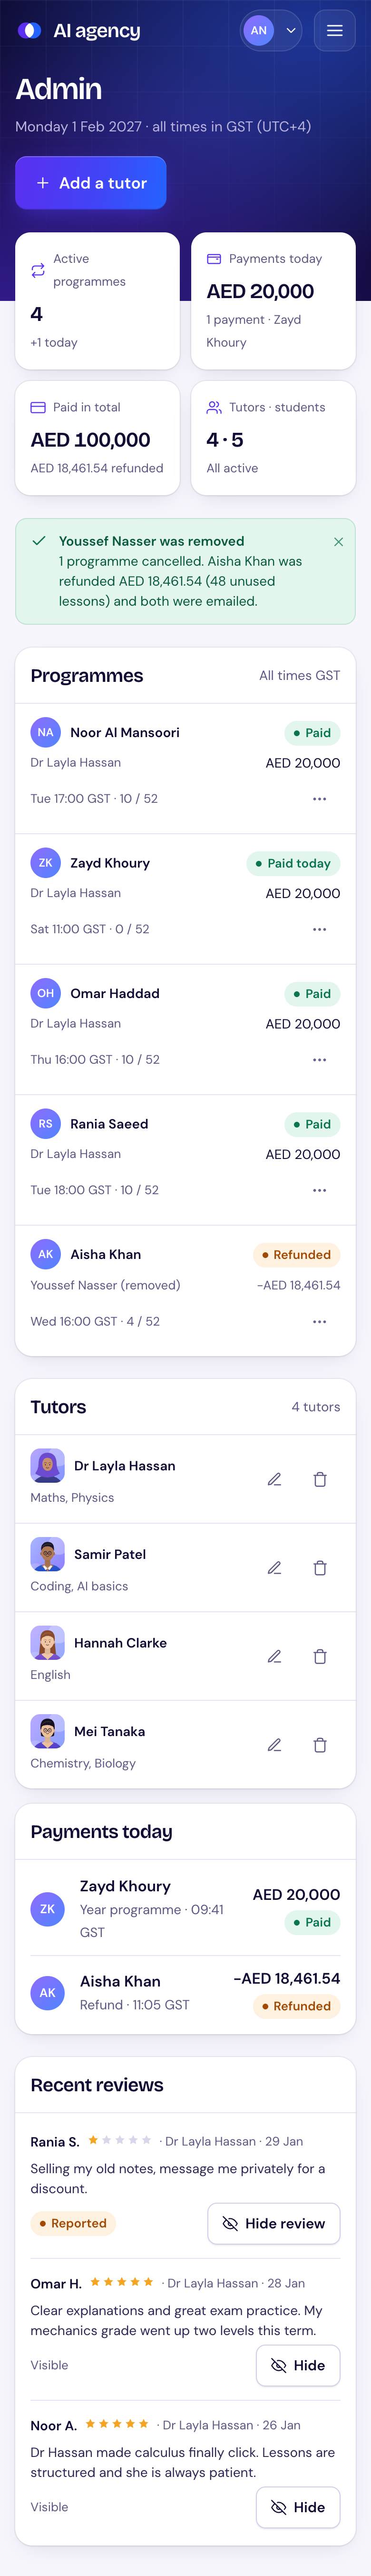 AI agency
AN
Admin
Monday 1 Feb 2027 · all times in GST (UTC+4)
+ Add a tutor
Active
programmes
4
+1 today
Payments today
AED 20,000
1 payment · Zayd
Khoury
Paid in total
AED 100,000
AED 18,461.54 refunded
Tutors · students
4 · 5
All active
Youssef Nasser was removed
1 programme cancelled. Aisha Khan was
refunded AED 18,461.54 (48 unused
lessons) and both were emailed.
Programmes
All times GST
NA
Noor Al Mansoori
Paid
Dr Layla Hassan
AED 20,000
Tue 17:00 GST · 10 / 52
ZK
Zayd Khoury
Paid today
Dr Layla Hassan
AED 20,000
Sat 11:00 GST · 0 / 52
OH
Omar Haddad
Paid
Dr Layla Hassan
AED 20,000
Thu 16:00 GST · 10 / 52
RS
Rania Saeed
Paid
Dr Layla Hassan
AED 20,000
Tue 18:00 GST · 10 / 52
AK
Aisha Khan
Refunded
Youssef Nasser (removed)
−AED 18,461.54
Wed 16:00 GST · 4 / 52
Tutors
4 tutors
Dr Layla Hassan
Maths, Physics
Samir Patel
Coding, AI basics
Hannah Clarke
English
Mei Tanaka
Chemistry, Biology
Payments today
ZK
Zayd Khoury
Year programme · 09:41
GST
AED 20,000
Paid
AK
Aisha Khan
Refund · 11:05 GST
−AED 18,461.54
Refunded
Recent reviews
Rania S. · Dr Layla Hassan · 29 Jan
Selling my old notes, message me privately for a
discount.
Reported
Hide review
Omar H. · Dr Layla Hassan · 28 Jan
Clear explanations and great exam practice. My
mechanics grade went up two levels this term.
Visible
Hide
Noor A. · Dr Layla Hassan · 26 Jan
Dr Hassan made calculus finally click. Lessons are
structured and she is always patient.
Visible
Hide